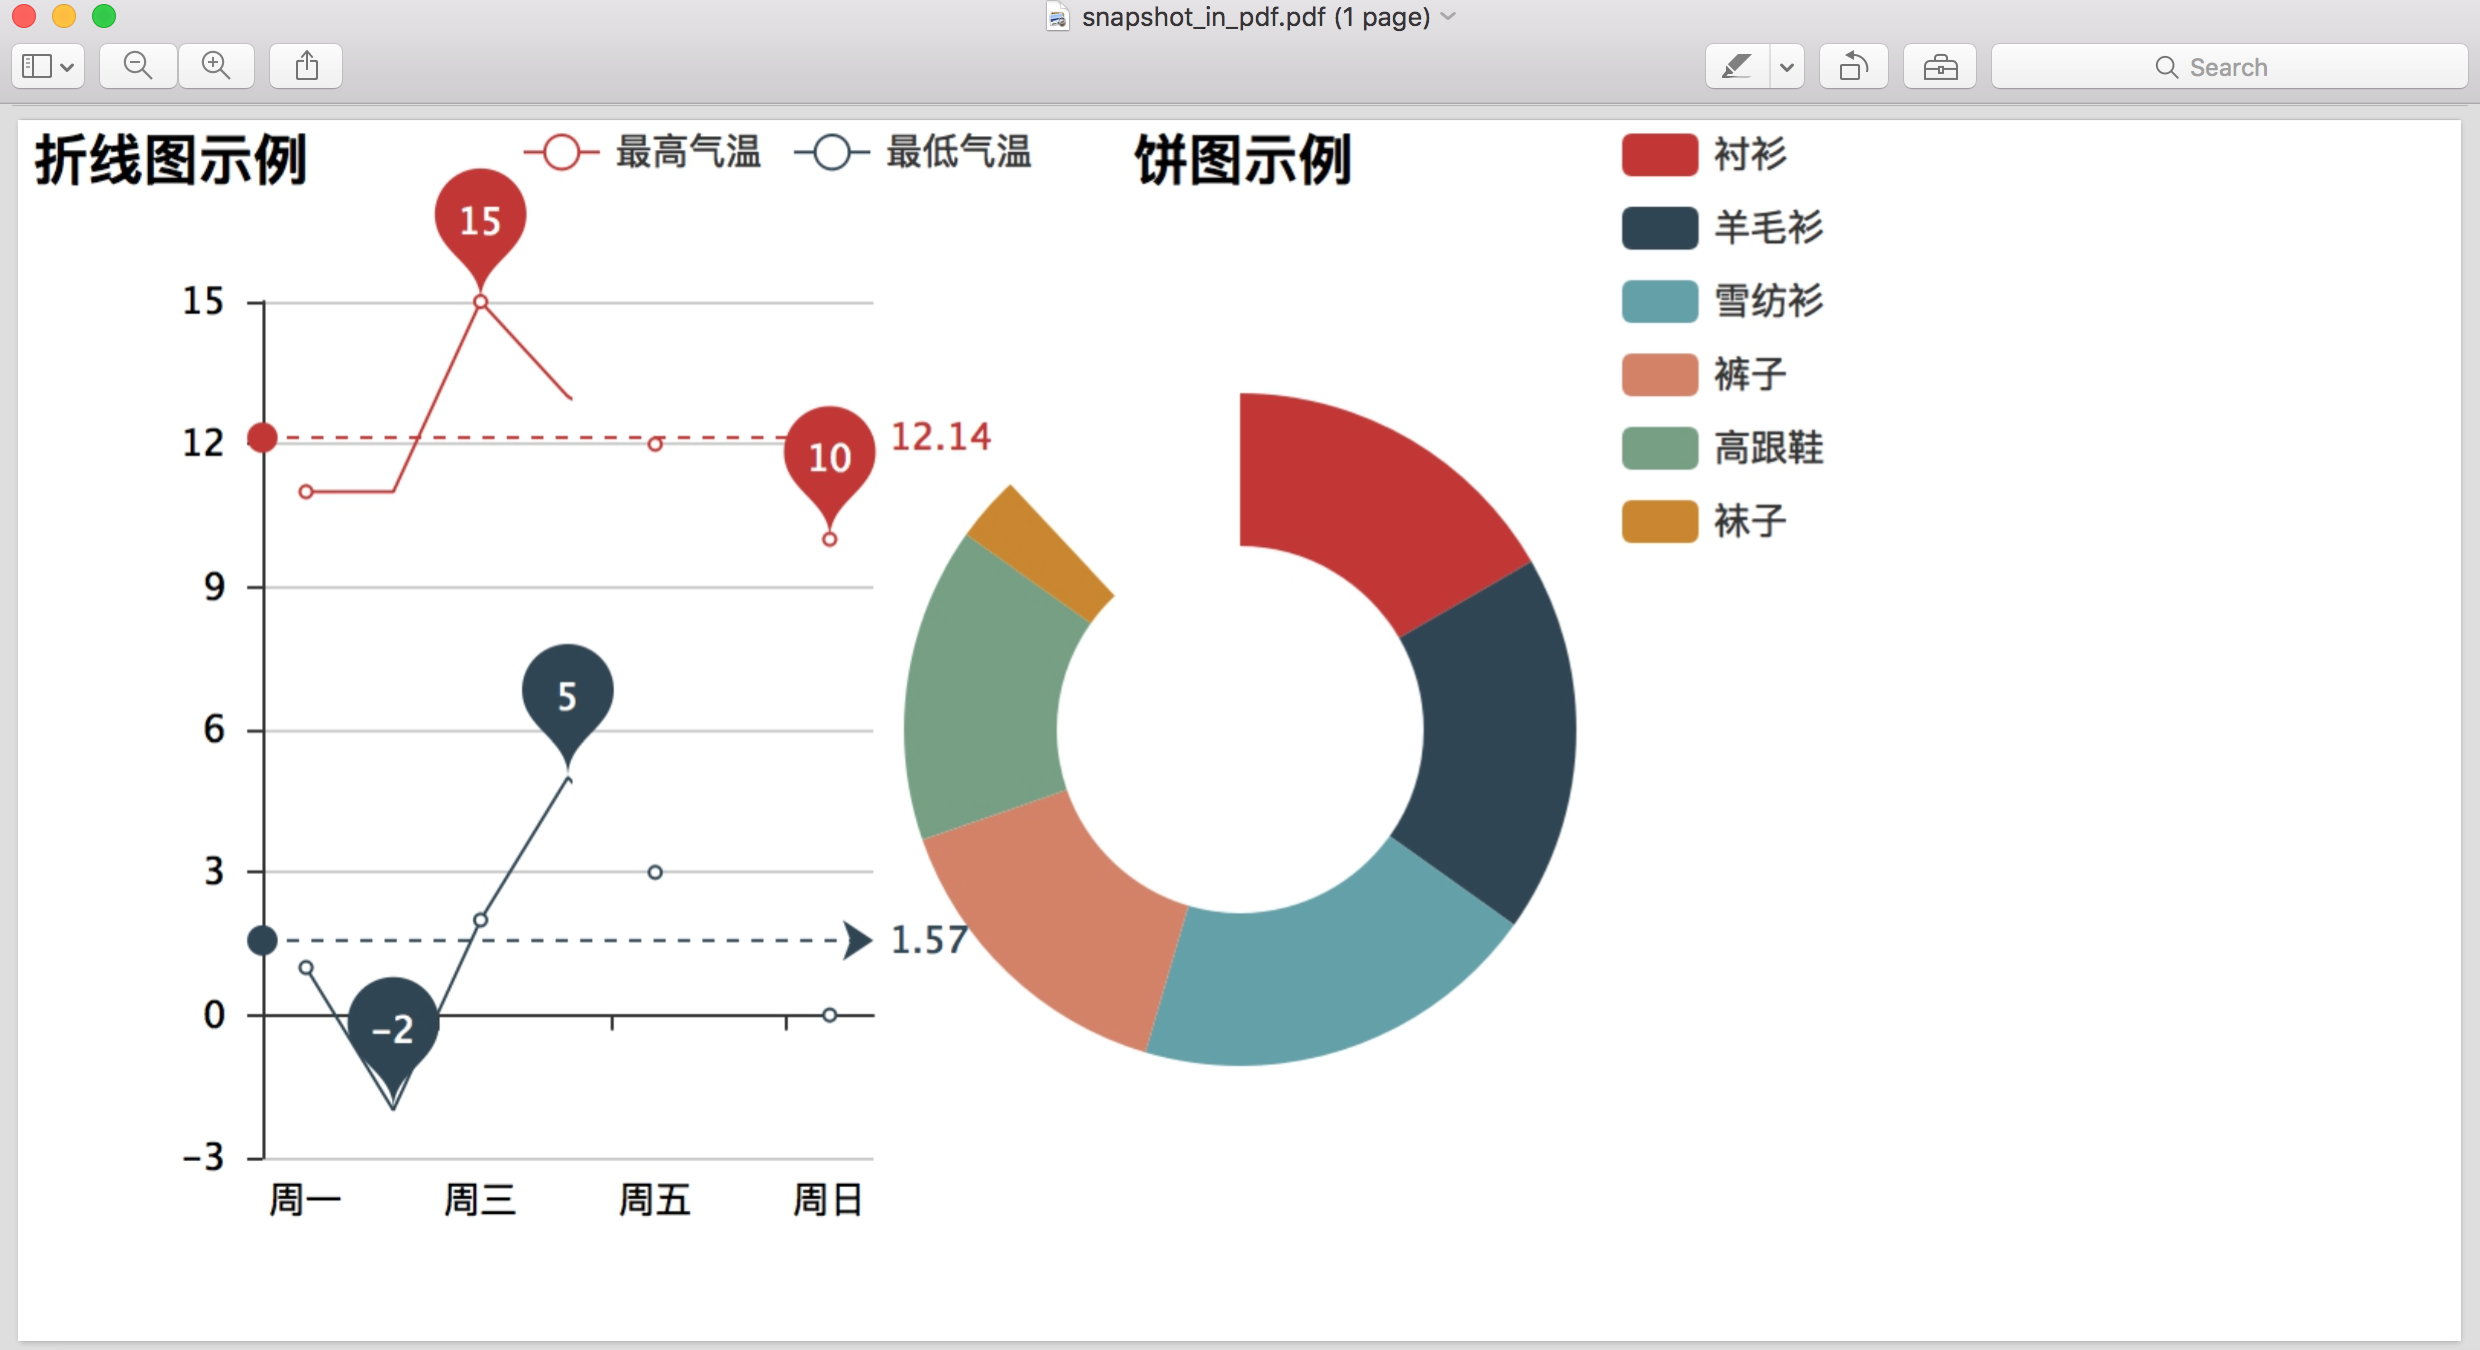 snapshot_in_pdf.pdf (1 page)
Search
折线图示例
最高气温
最低气温
15
15
12
12.14
10
9
6
5
3
1.57
0
-2
-3
周一
周三
周五
周日
饼图示例
衬衫
羊毛衫
雪纺衫
裤子
高跟鞋
袜子